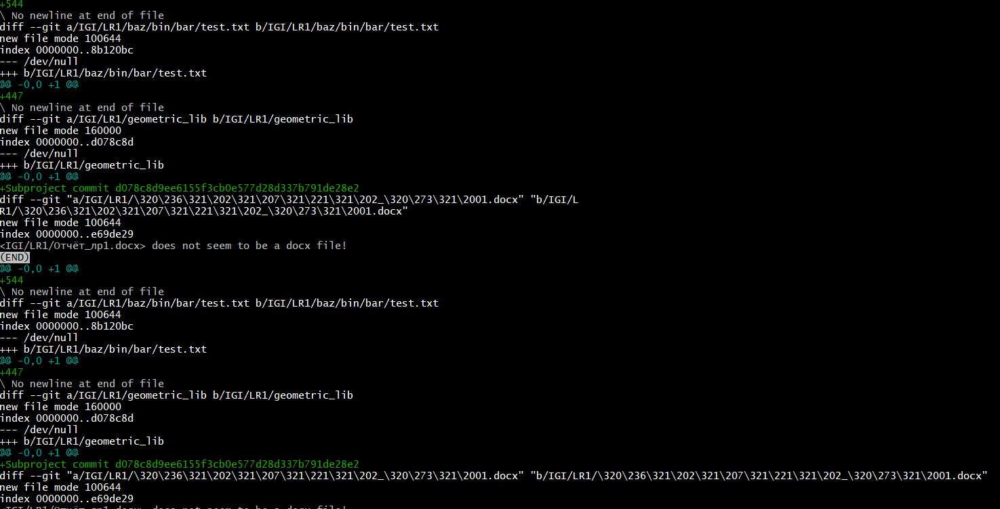 +544
\ No newline at end of file
diff --git a/IGI/LR1/baz/bin/bar/test.txt b/IGI/LR1/baz/bin/bar/test.txt
new file mode 100644
index 0000000..8b120bc
--- /dev/null
+++ b/IGI/LR1/baz/bin/bar/test.txt
@@ -0,0 +1 @@
+447
\ No newline at end of file
diff --git a/IGI/LR1/geometric_lib b/IGI/LR1/geometric_lib
new file mode 160000
index 0000000..d078c8d
--- /dev/null
+++ b/IGI/LR1/geometric_lib
@@ -0,0 +1 @@
+Subproject commit d078c8d9ee6155f3cb0e577d28d337b791de28e2
diff --git "a/IGI/LR1/\320\236\321\202\321\207\321\221\321\202_\320\273\321\2001.docx" "b/IGI/L
R1/\320\236\321\202\321\207\321\221\321\202_\320\273\321\2001.docx"
new file mode 100644
index 0000000..e69de29
<IGI/LR1/Отчёт_лр1.docx> does not seem to be a docx file!
(END)
@@ -0,0 +1 @@
+544
\ No newline at end of file
diff --git a/IGI/LR1/baz/bin/bar/test.txt b/IGI/LR1/baz/bin/bar/test.txt
new file mode 100644
index 0000000..8b120bc
--- /dev/null
+++ b/IGI/LR1/baz/bin/bar/test.txt
@@ -0,0 +1 @@
+447
\ No newline at end of file
diff --git a/IGI/LR1/geometric_lib b/IGI/LR1/geometric_lib
new file mode 160000
index 0000000..d078c8d
--- /dev/null
+++ b/IGI/LR1/geometric_lib
@@ -0,0 +1 @@
+Subproject commit d078c8d9ee6155f3cb0e577d28d337b791de28e2
diff --git "a/IGI/LR1/\320\236\321\202\321\207\321\221\321\202_\320\273\321\2001.docx" "b/IGI/LR1/\320\236\321\202\321\207\321\221\321\202_\320\273\321\2001.docx"
new file mode 100644
index 0000000..e69de29